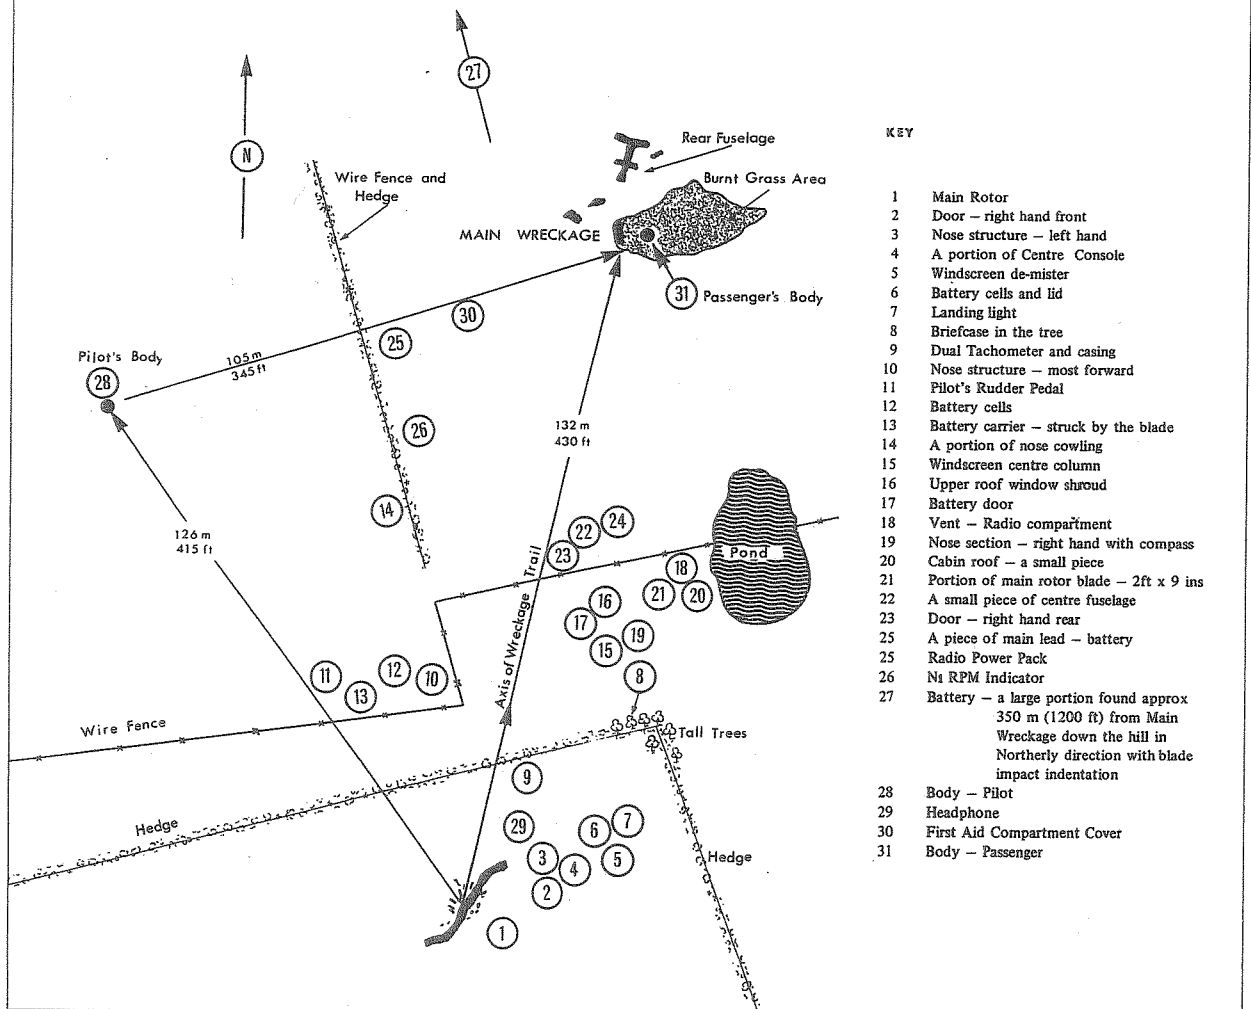 27
N
Rear Fuselage
Wire Fence and
Hedge
Burnt Grass Area
MAIN WRECKAGE
31
Passenger's Body
30
25
Pilot's Body
28
105 m
345 ft
26
132 m
430 ft
14
126 m
415 ft
24
22
23
Pond
18
21
20
16
17
19
15
8
Axis of Wreckage Trail
11
12
13
10
Wire Fence
Tall Trees
9
Hedge
29
6
7
3
4
5
2
Hedge
1
KEY
1 Main Rotor
2 Door – right hand front
3 Nose structure – left hand
4 A portion of Centre Console
5 Windscreen de-mister
6 Battery cells and lid
7 Landing light
8 Briefcase in the tree
9 Dual Tachometer and casing
10 Nose structure – most forward
11 Pilot's Rudder Pedal
12 Battery cells
13 Battery carrier – struck by the blade
14 A portion of nose cowling
15 Windscreen centre column
16 Upper roof window shroud
17 Battery door
18 Vent – Radio compartment
19 Nose section – right hand with compass
20 Cabin roof – a small piece
21 Portion of main rotor blade – 2ft x 9 ins
22 A small piece of centre fuselage
23 Door – right hand rear
25 A piece of main lead – battery
25 Radio Power Pack
26 N1 RPM Indicator
27 Battery – a large portion found approx
350 m (1200 ft) from Main
Wreckage down the hill in
Northerly direction with blade
impact indentation
28 Body – Pilot
29 Headphone
30 First Aid Compartment Cover
31 Body – Passenger